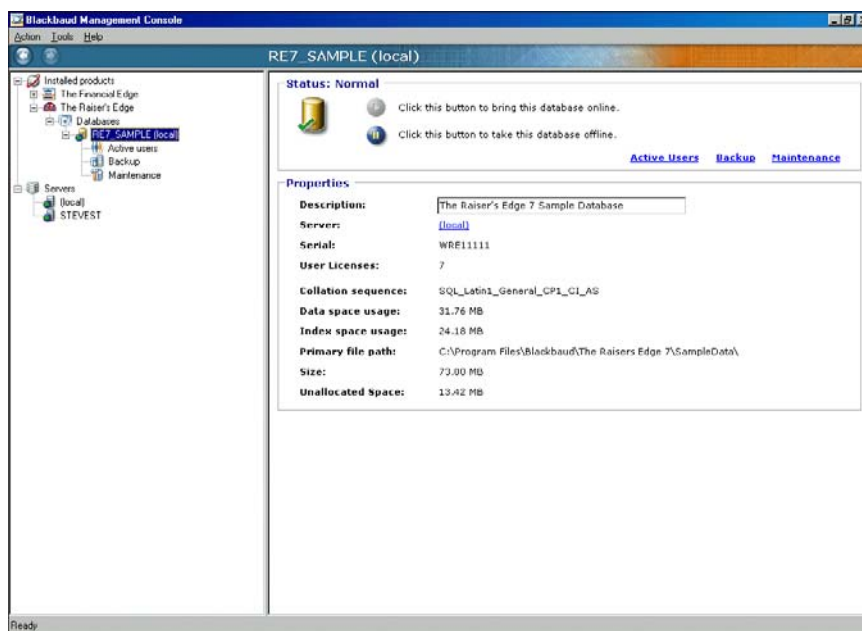 Blackbaud Management Console
Action Tools Help
RE7_SAMPLE (local)
Installed products
The Financial Edge
The Raiser's Edge
Databases
RE7_SAMPLE (local)
Active users
Backup
Maintenance
Servers
(local)
STEVEST
Status: Normal
Click this button to bring this database online.
Click this button to take this database offline.
Active Users Backup Maintenance
Properties
Description: The Raiser's Edge 7 Sample Database
Server: (local)
Serial: WRE11111
User Licenses: 7
Collation sequence: SQL_Latin1_General_CP1_CI_AS
Data space usage: 31.76 MB
Index space usage: 24.18 MB
Primary file path: C:\Program Files\Blackbaud\The Raisers Edge 7\SampleData\
Size: 73.00 MB
Unallocated Space: 13.42 MB
Ready